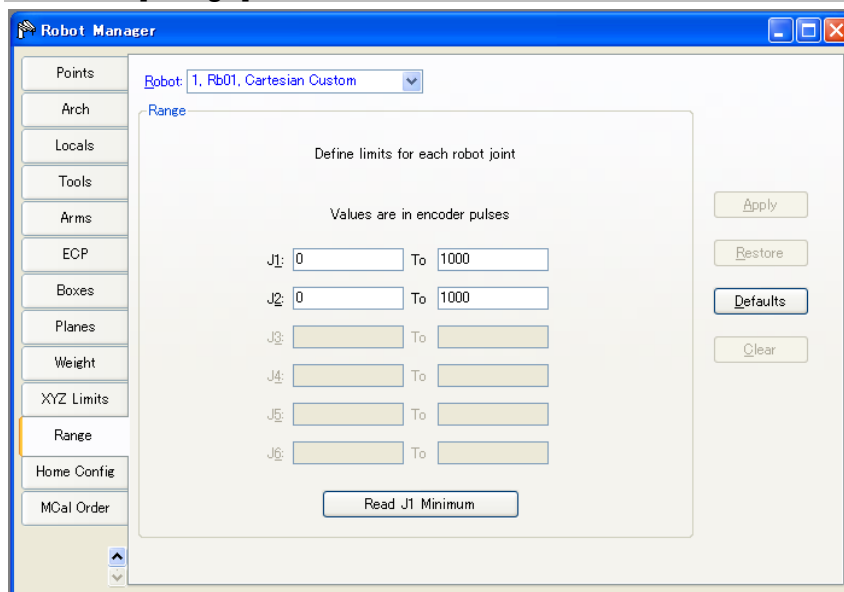 Robot Manager
Points
Arch
Locals
Tools
Arms
ECP
Boxes
Planes
Weight
XYZ Limits
Range
Home Config
MCal Order
Robot: 1, Rb01, Cartesian Custom
Range
Define limits for each robot joint
Values are in encoder pulses
J1: 0 To 1000
J2: 0 To 1000
J3: To
J4: To
J5: To
J6: To
Read J1 Minimum
Apply
Restore
Defaults
Clear